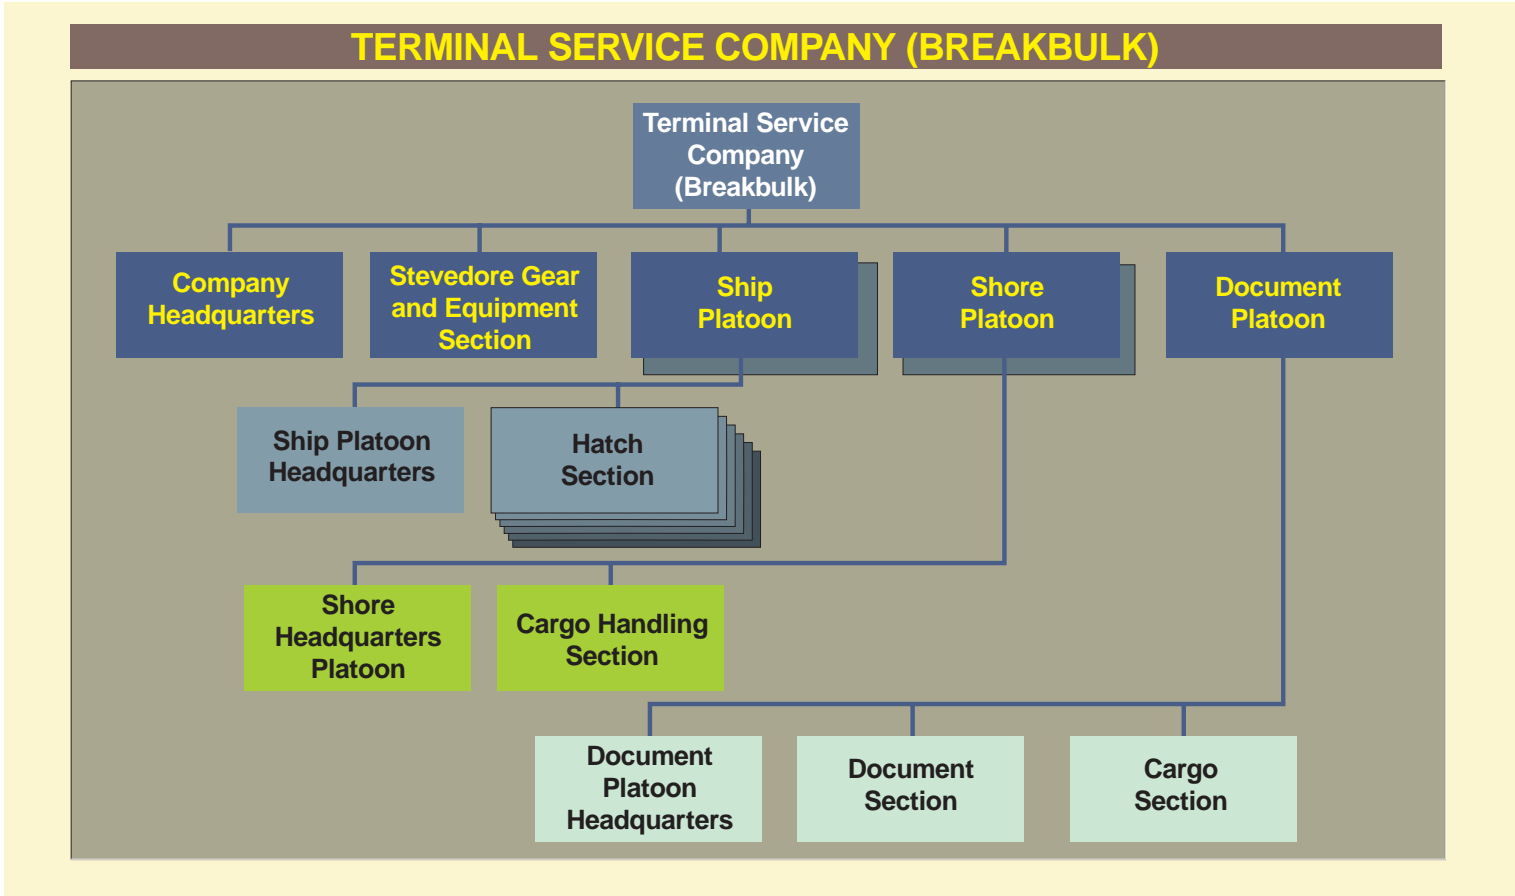 TERMINAL SERVICE COMPANY (BREAKBULK)
Terminal Service
Company
(Breakbulk)
Company
Headquarters
Stevedore Gear
and Equipment
Section
Ship
Platoon
Shore
Platoon
Document
Platoon
Ship Platoon
Headquarters
Hatch
Section
Shore
Headquarters
Platoon
Cargo Handling
Section
Document
Platoon
Headquarters
Document
Section
Cargo
Section